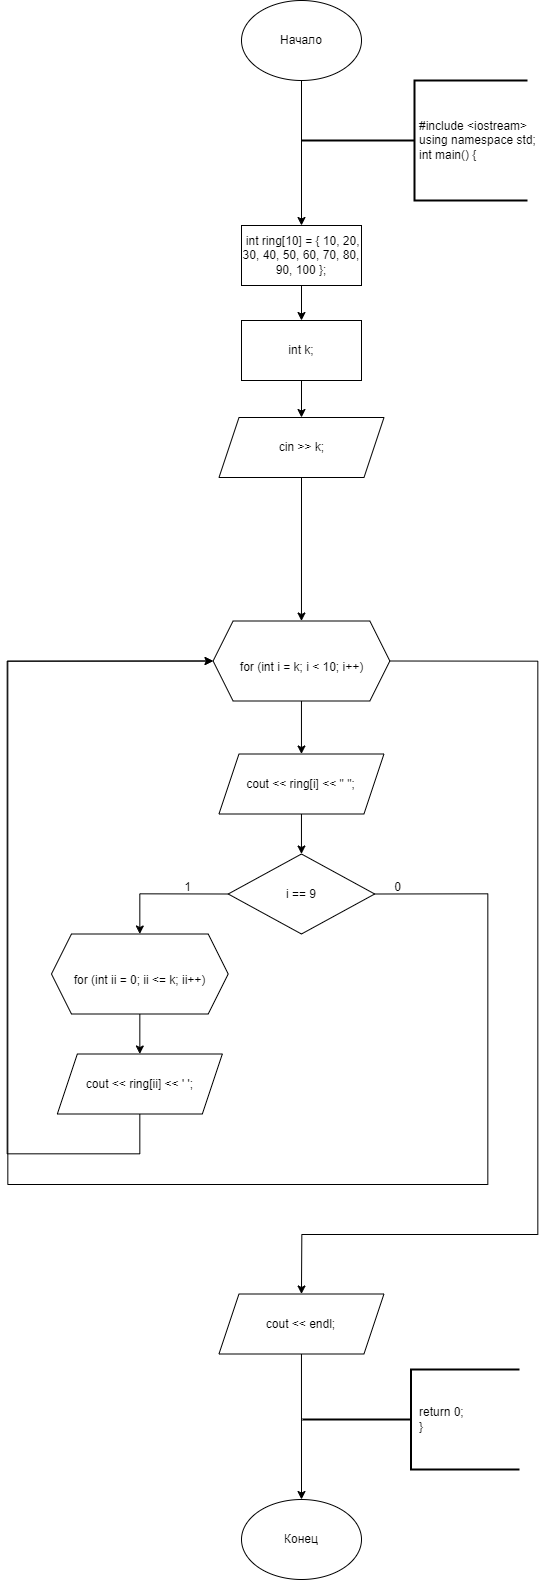 Начало
#include <iostream>
using namespace std;
int main() {
int ring[10] = { 10, 20,
30, 40, 50, 60, 70, 80,
90, 100 };
int k;
cin >> k;
for (int i = k; i < 10; i++)
cout << ring[i] << " ";
i == 9
1
0
for (int ii = 0; ii <= k; ii++)
cout << ring[ii] << ' ';
cout << endl;
return 0;
}
Конец